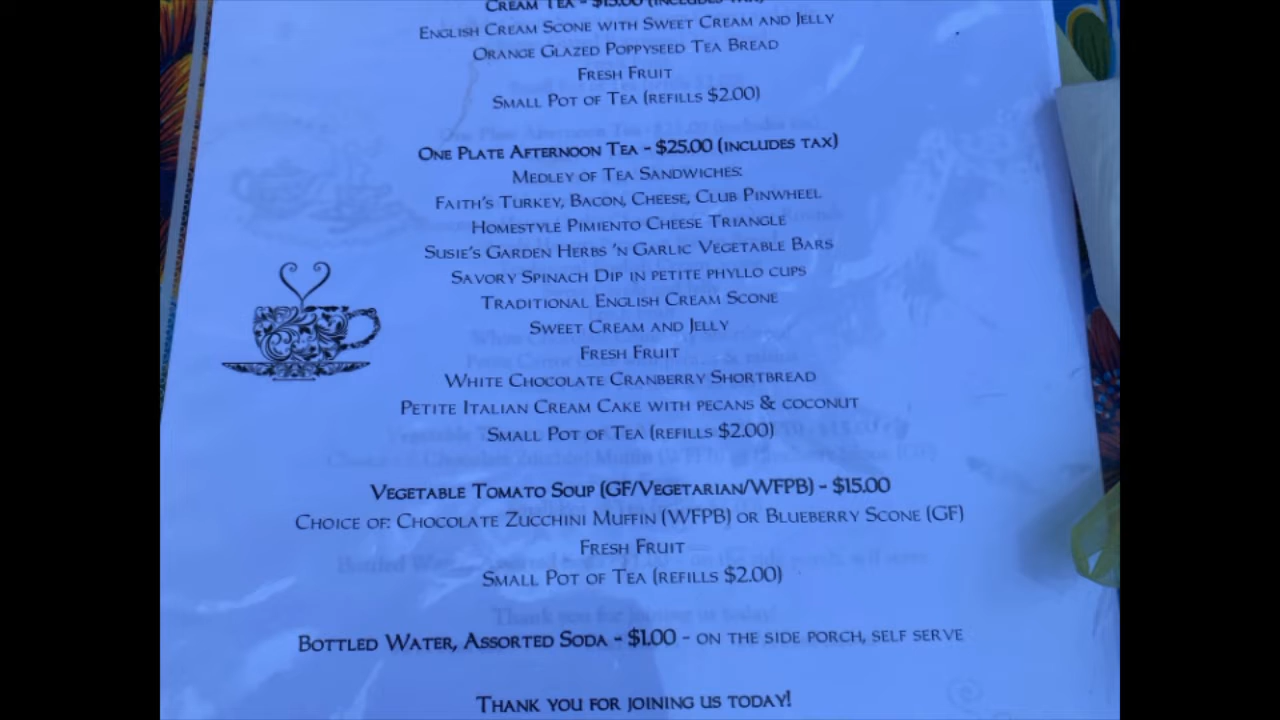 CREAM TEA - $15.00 (INCLUDES TAX)
ENGLISH CREAM SCONE WITH SWEET CREAM AND JELLY
ORANGE GLAZED POPPYSEED TEA BREAD
FRESH FRUIT
SMALL POT OF TEA (REFILLS $2.00)
ONE PLATE AFTERNOON TEA - $25.00 (INCLUDES TAX)
MEDLEY OF TEA SANDWICHES:
FAITH'S TURKEY, BACON, CHEESE, CLUB PINWHEEL
HOMESTYLE PIMIENTO CHEESE TRIANGLE
SUSIE'S GARDEN HERBS 'N GARLIC VEGETABLE BARS
SAVORY SPINACH DIP IN PETITE PHYLLO CUPS
TRADITIONAL ENGLISH CREAM SCONE
SWEET CREAM AND JELLY
FRESH FRUIT
WHITE CHOCOLATE CRANBERRY SHORTBREAD
PETITE ITALIAN CREAM CAKE WITH PECANS & COCONUT
SMALL POT OF TEA (REFILLS $2.00)
VEGETABLE TOMATO SOUP (GF/VEGETARIAN/WFPB) - $15.00
CHOICE OF: CHOCOLATE ZUCCHINI MUFFIN (WFPB) OR BLUEBERRY SCONE (GF)
FRESH FRUIT
SMALL POT OF TEA (REFILLS $2.00)
BOTTLED WATER, ASSORTED SODA - $1.00 - ON THE SIDE PORCH, SELF SERVE
THANK YOU FOR JOINING US TODAY!